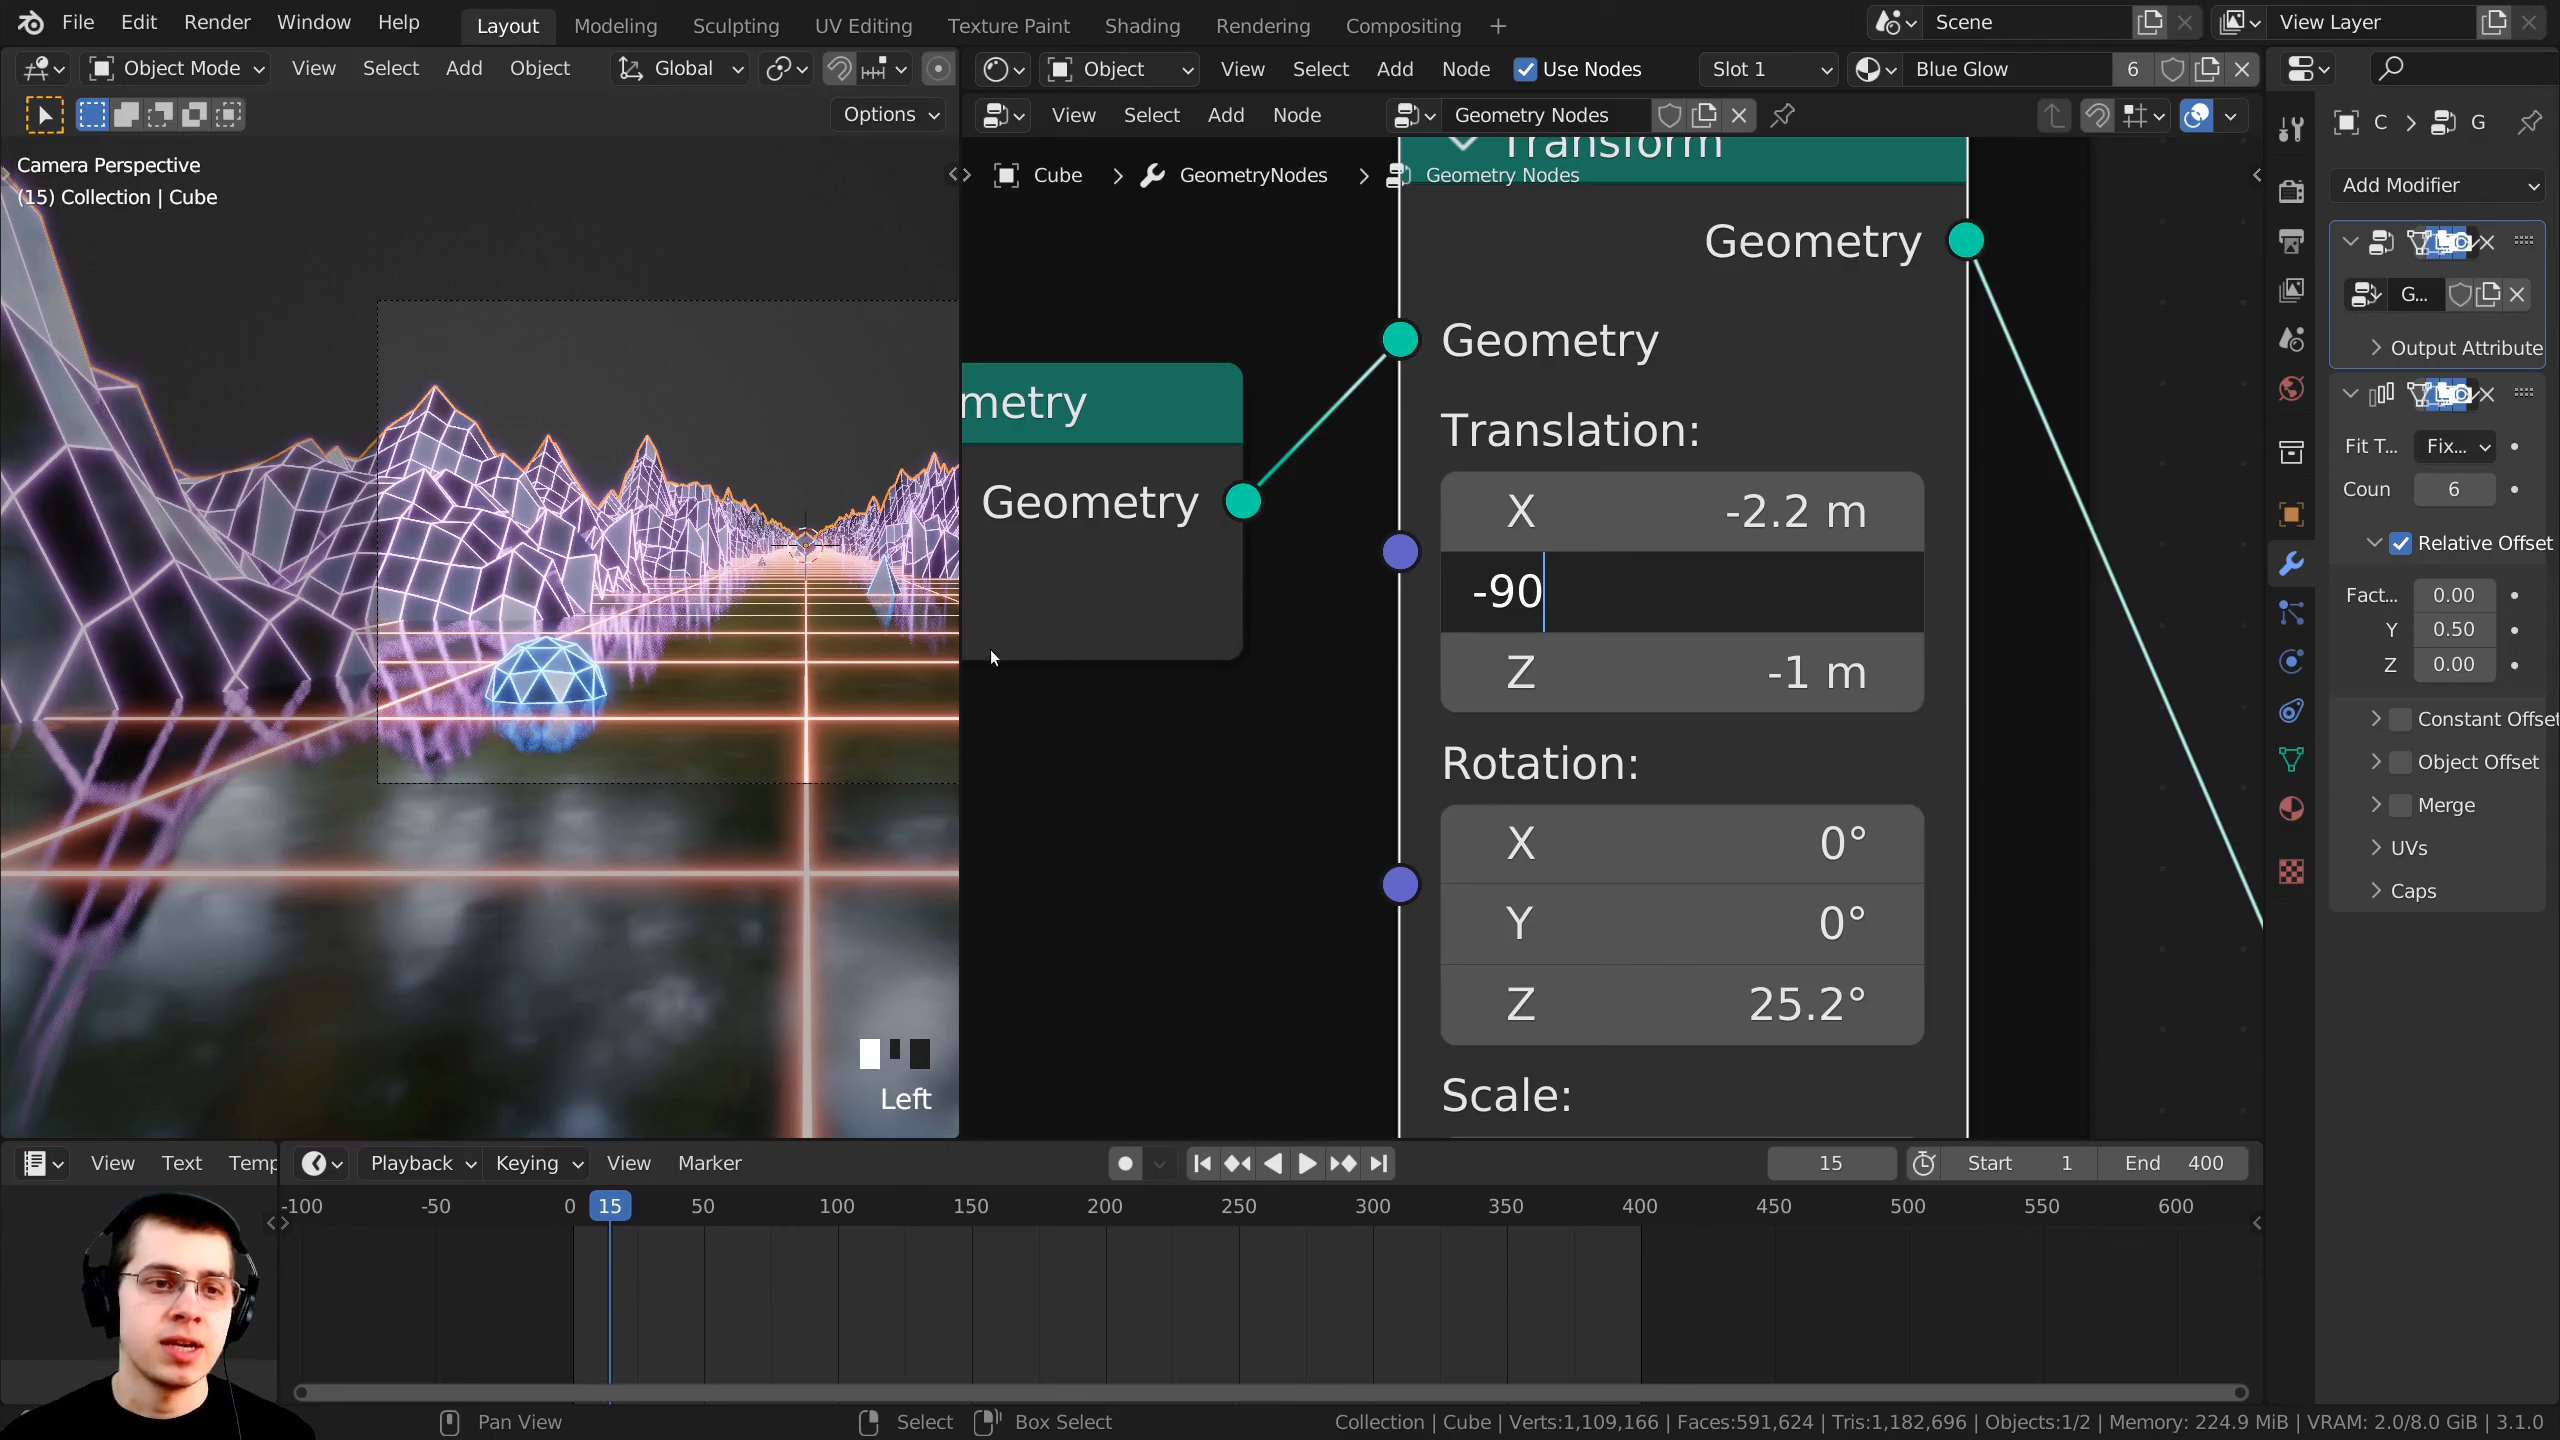 File Edit Render Window Help Layout Modeling Sculpting UV Editing Texture Paint Shading Rendering Compositing + Scene View Layer
Object Mode View Select Add Object Global Object View Select Add Node Use Nodes Slot 1 Blue Glow 6
Options View Select Add Node Geometry Nodes C > G
Camera Perspective
(15) Collection | Cube
Cube > GeometryNodes > Geometry Nodes
Transform
Geometry
Geometry
metry
Geometry
Translation:
X -2.2 m
-90
Z -1 m
Rotation:
X 0°
Y 0°
Z 25.2°
Scale:
Add Modifier
G...
Output Attribute
Fit T... Fix...
Coun 6
Relative Offset
Fact... 0.00
Y 0.50
Z 0.00
Constant Offse
Object Offset
Merge
UVs
Caps
Left
View Text Temp Playback Keying View Marker 15 Start 1 End 400
-100 -50 0 15 50 100 150 200 250 300 350 400 450 500 550 600
Pan View Select Box Select Collection | Cube | Verts:1,109,166 | Faces:591,624 | Tris:1,182,696 | Objects:1/2 | Memory: 224.9 MiB | VRAM: 2.0/8.0 GiB | 3.1.0